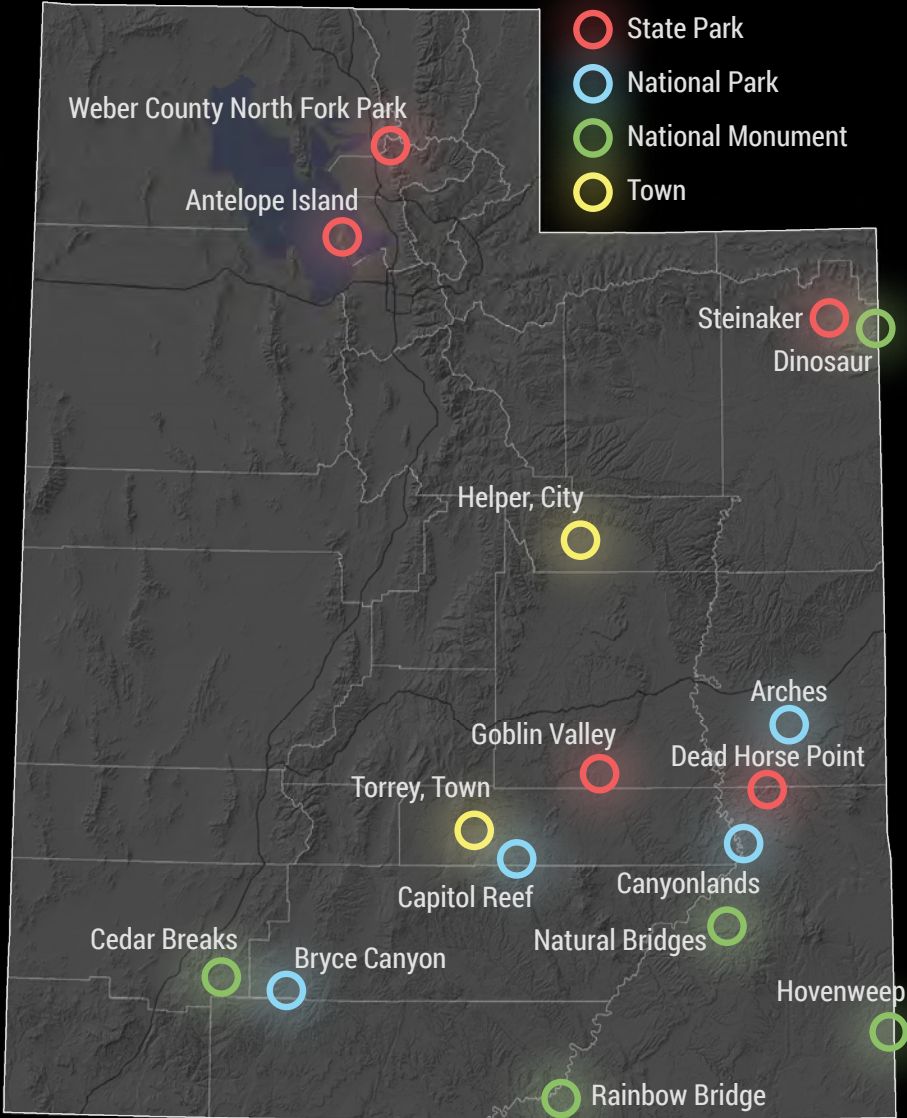 State Park
National Park
National Monument
Town
Weber County North Fork Park
Antelope Island
Steinaker
Dinosaur
Helper, City
Arches
Goblin Valley
Dead Horse Point
Torrey, Town
Canyonlands
Capitol Reef
Cedar Breaks
Natural Bridges
Bryce Canyon
Hovenweep
Rainbow Bridge